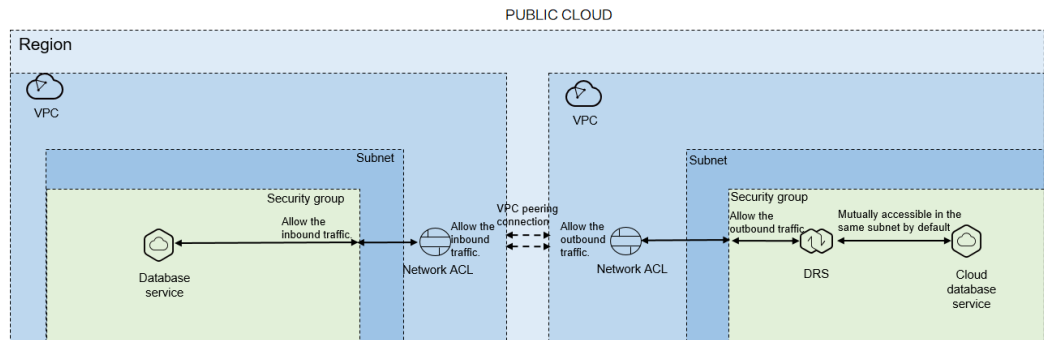 PUBLIC CLOUD
Region
VPC
Subnet
Security group
Allow the
inbound traffic.
Database
service
Allow the
inbound
traffic.
Network ACL
VPC peering
connection
VPC
Allow the
outbound
traffic.
Network ACL
Subnet
Security group
Allow the
outbound traffic.
DRS
Mutually accessible in the
same subnet by default
Cloud
database
service